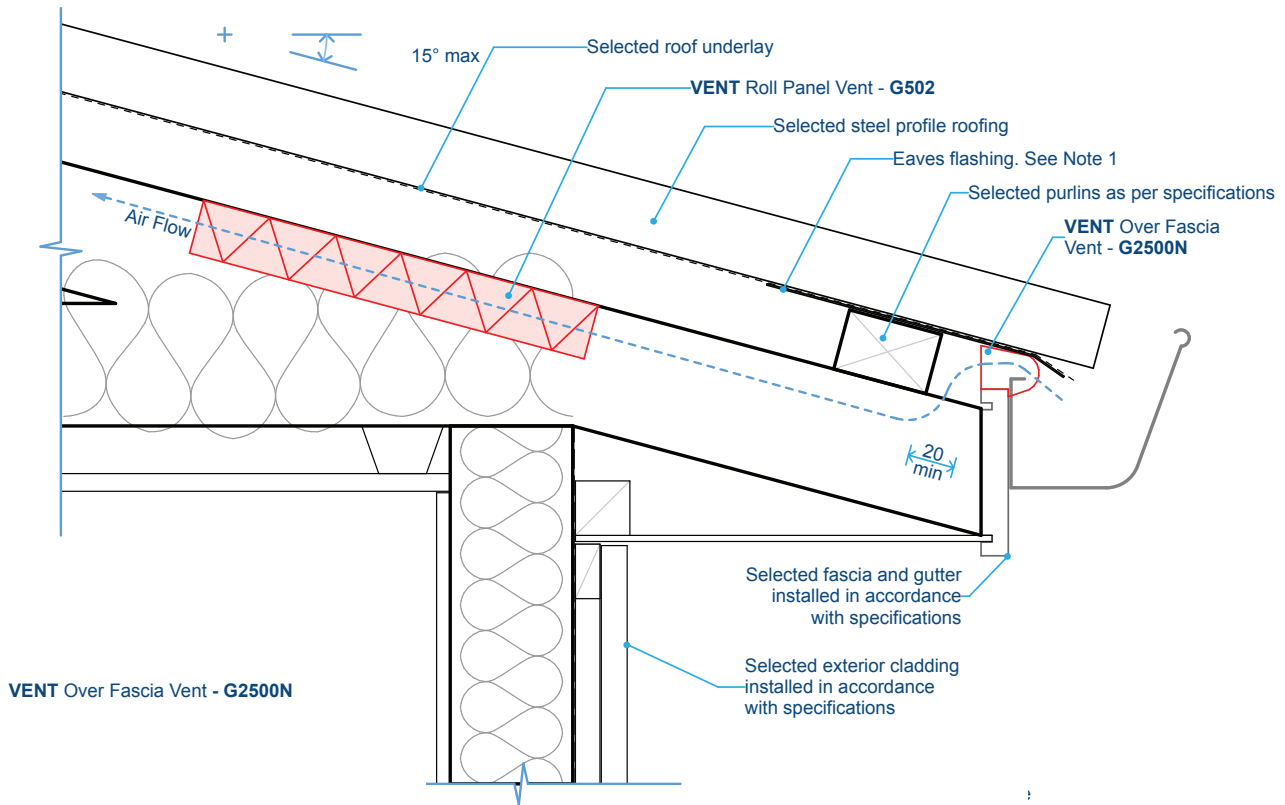 15° max
Selected roof underlay
VENT Roll Panel Vent - G502
Selected steel profile roofing
Eaves flashing. See Note 1
Selected purlins as per specifications
VENT Over Fascia
Vent - G2500N
Air Flow
20
min
Selected fascia and gutter
installed in accordance
with specifications
Selected exterior cladding
installed in accordance
with specifications
VENT Over Fascia Vent - G2500N